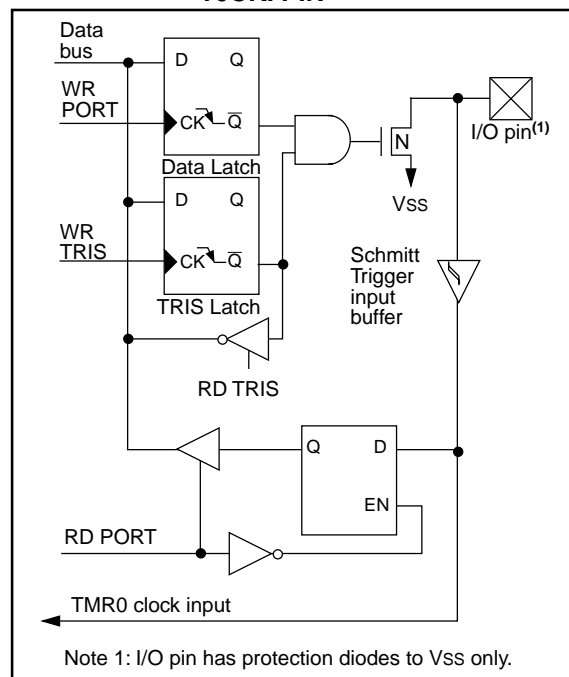 Data
bus
D Q
WR
PORT
CK Q
Data Latch
N
I/O pin(1)
VSS
D Q
WR
TRIS
CK Q
TRIS Latch
Schmitt
Trigger
input
buffer
RD TRIS
Q D
EN
RD PORT
TMR0 clock input
Note 1: I/O pin has protection diodes to VSS only.